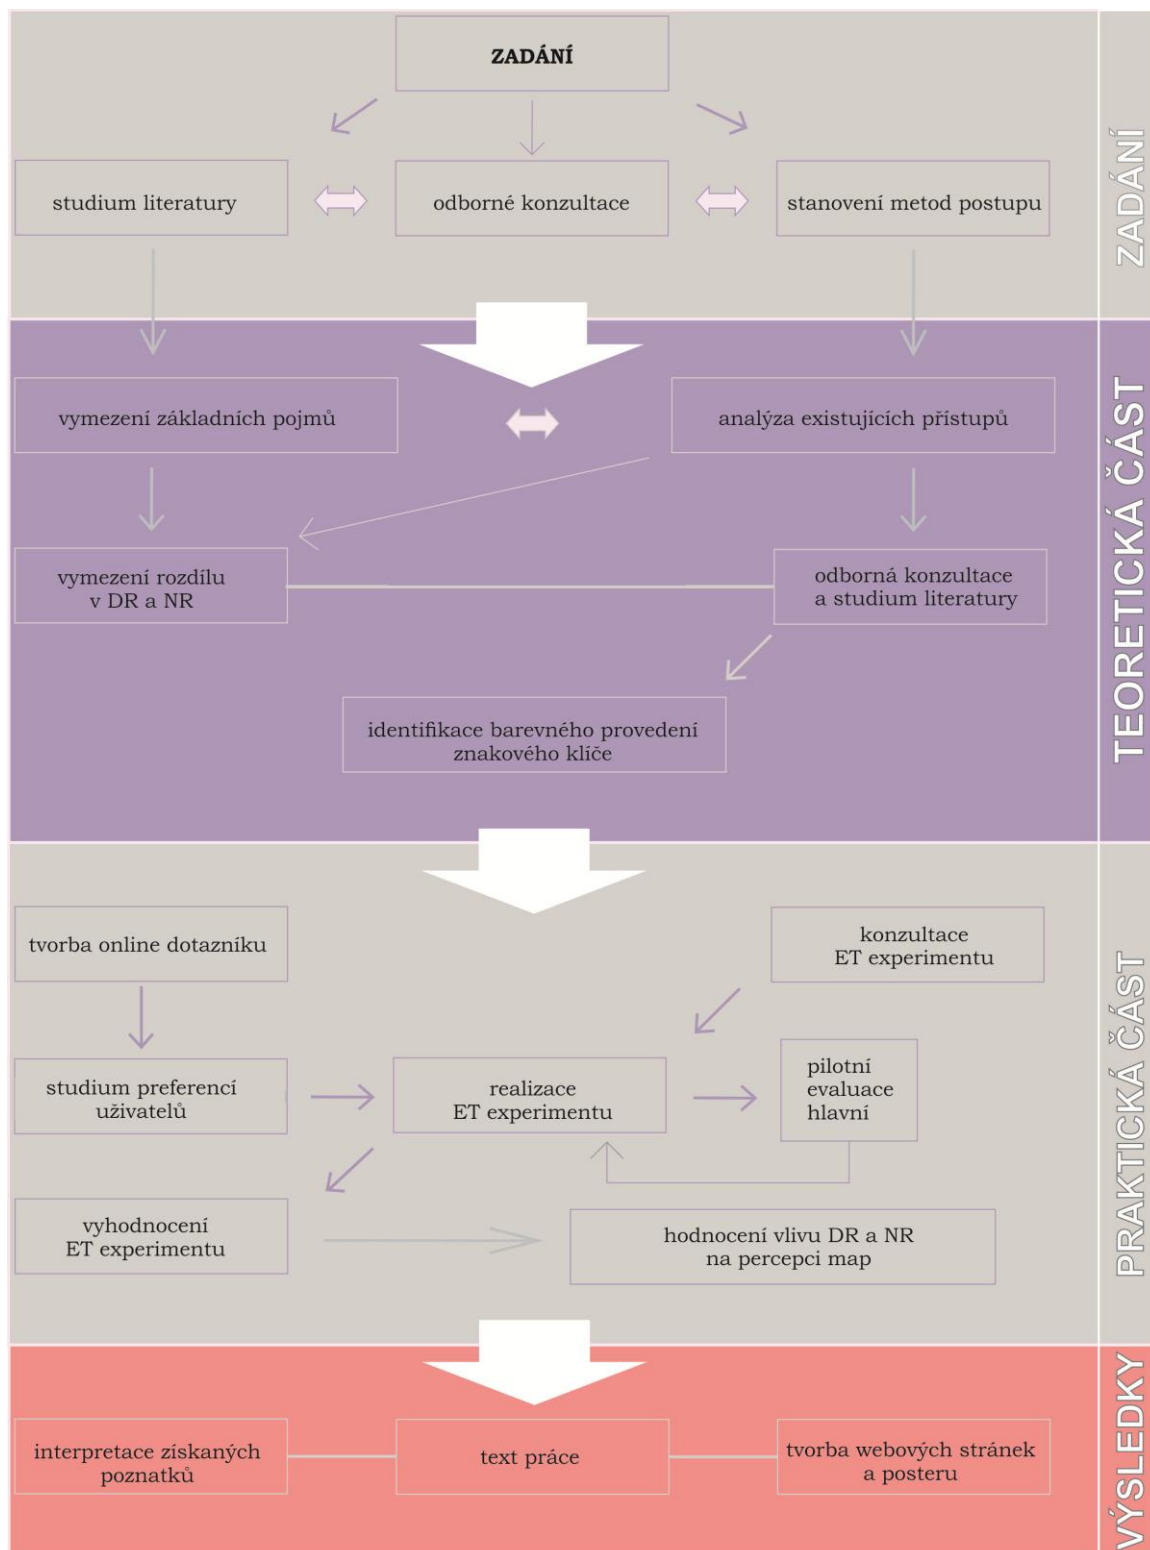 ZADÁNÍ
studium literatury
odborné konzultace
stanovení metod postupu
ZADÁNÍ
vymezení základních pojmů
analýza existujících přístupů
vymezení rozdílu
v DR a NR
odborná konzultace
a studium literatury
identifikace barevného provedení
znakového klíče
TEORETICKÁ ČÁST
tvorba online dotazníku
konzultace
ET experimentu
studium preferencí
uživatelů
realizace
ET experimentu
pilotní
evaluace
hlavní
vyhodnocení
ET experimentu
hodnocení vlivu DR a NR
na percepci map
PRAKTICKÁ ČÁST
interpretace získaných
poznatků
text práce
tvorba webových stránek
a posteru
VÝSLEDKY